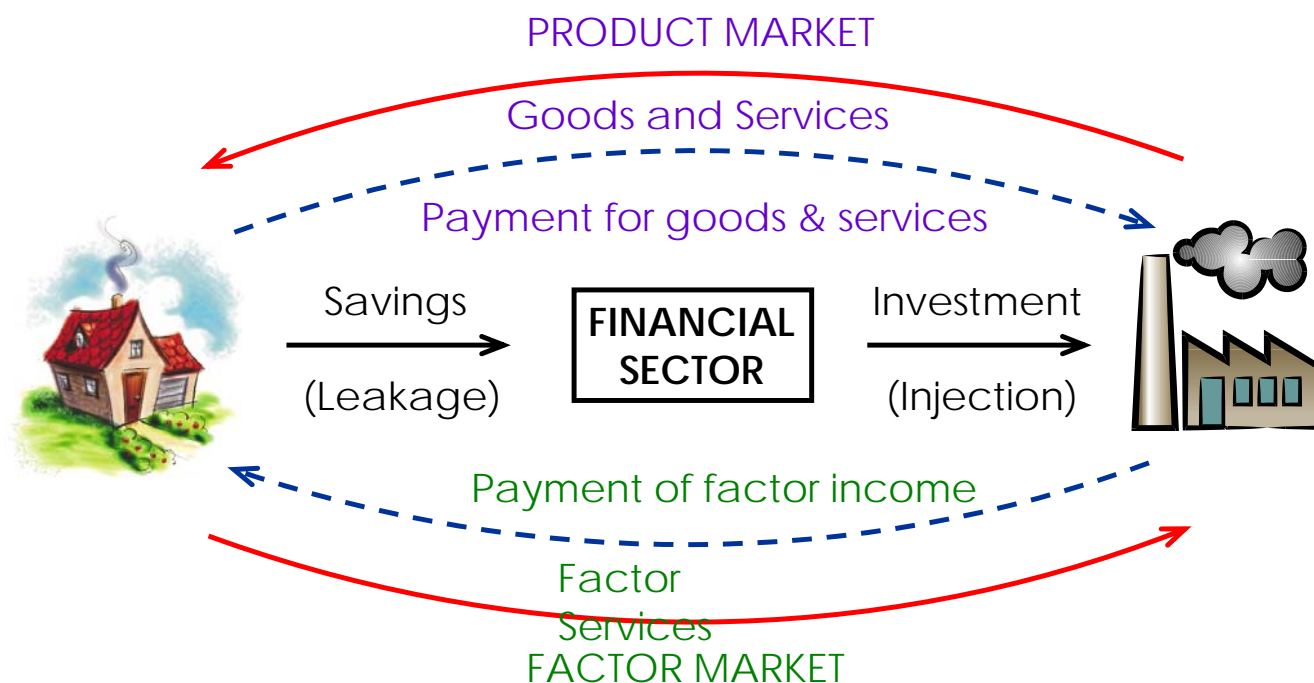 PRODUCT MARKET
Goods and Services
Payment for goods & services
Savings
(Leakage)
FINANCIAL
SECTOR
Investment
(Injection)
Payment of factor income
Factor
Services
FACTOR MARKET